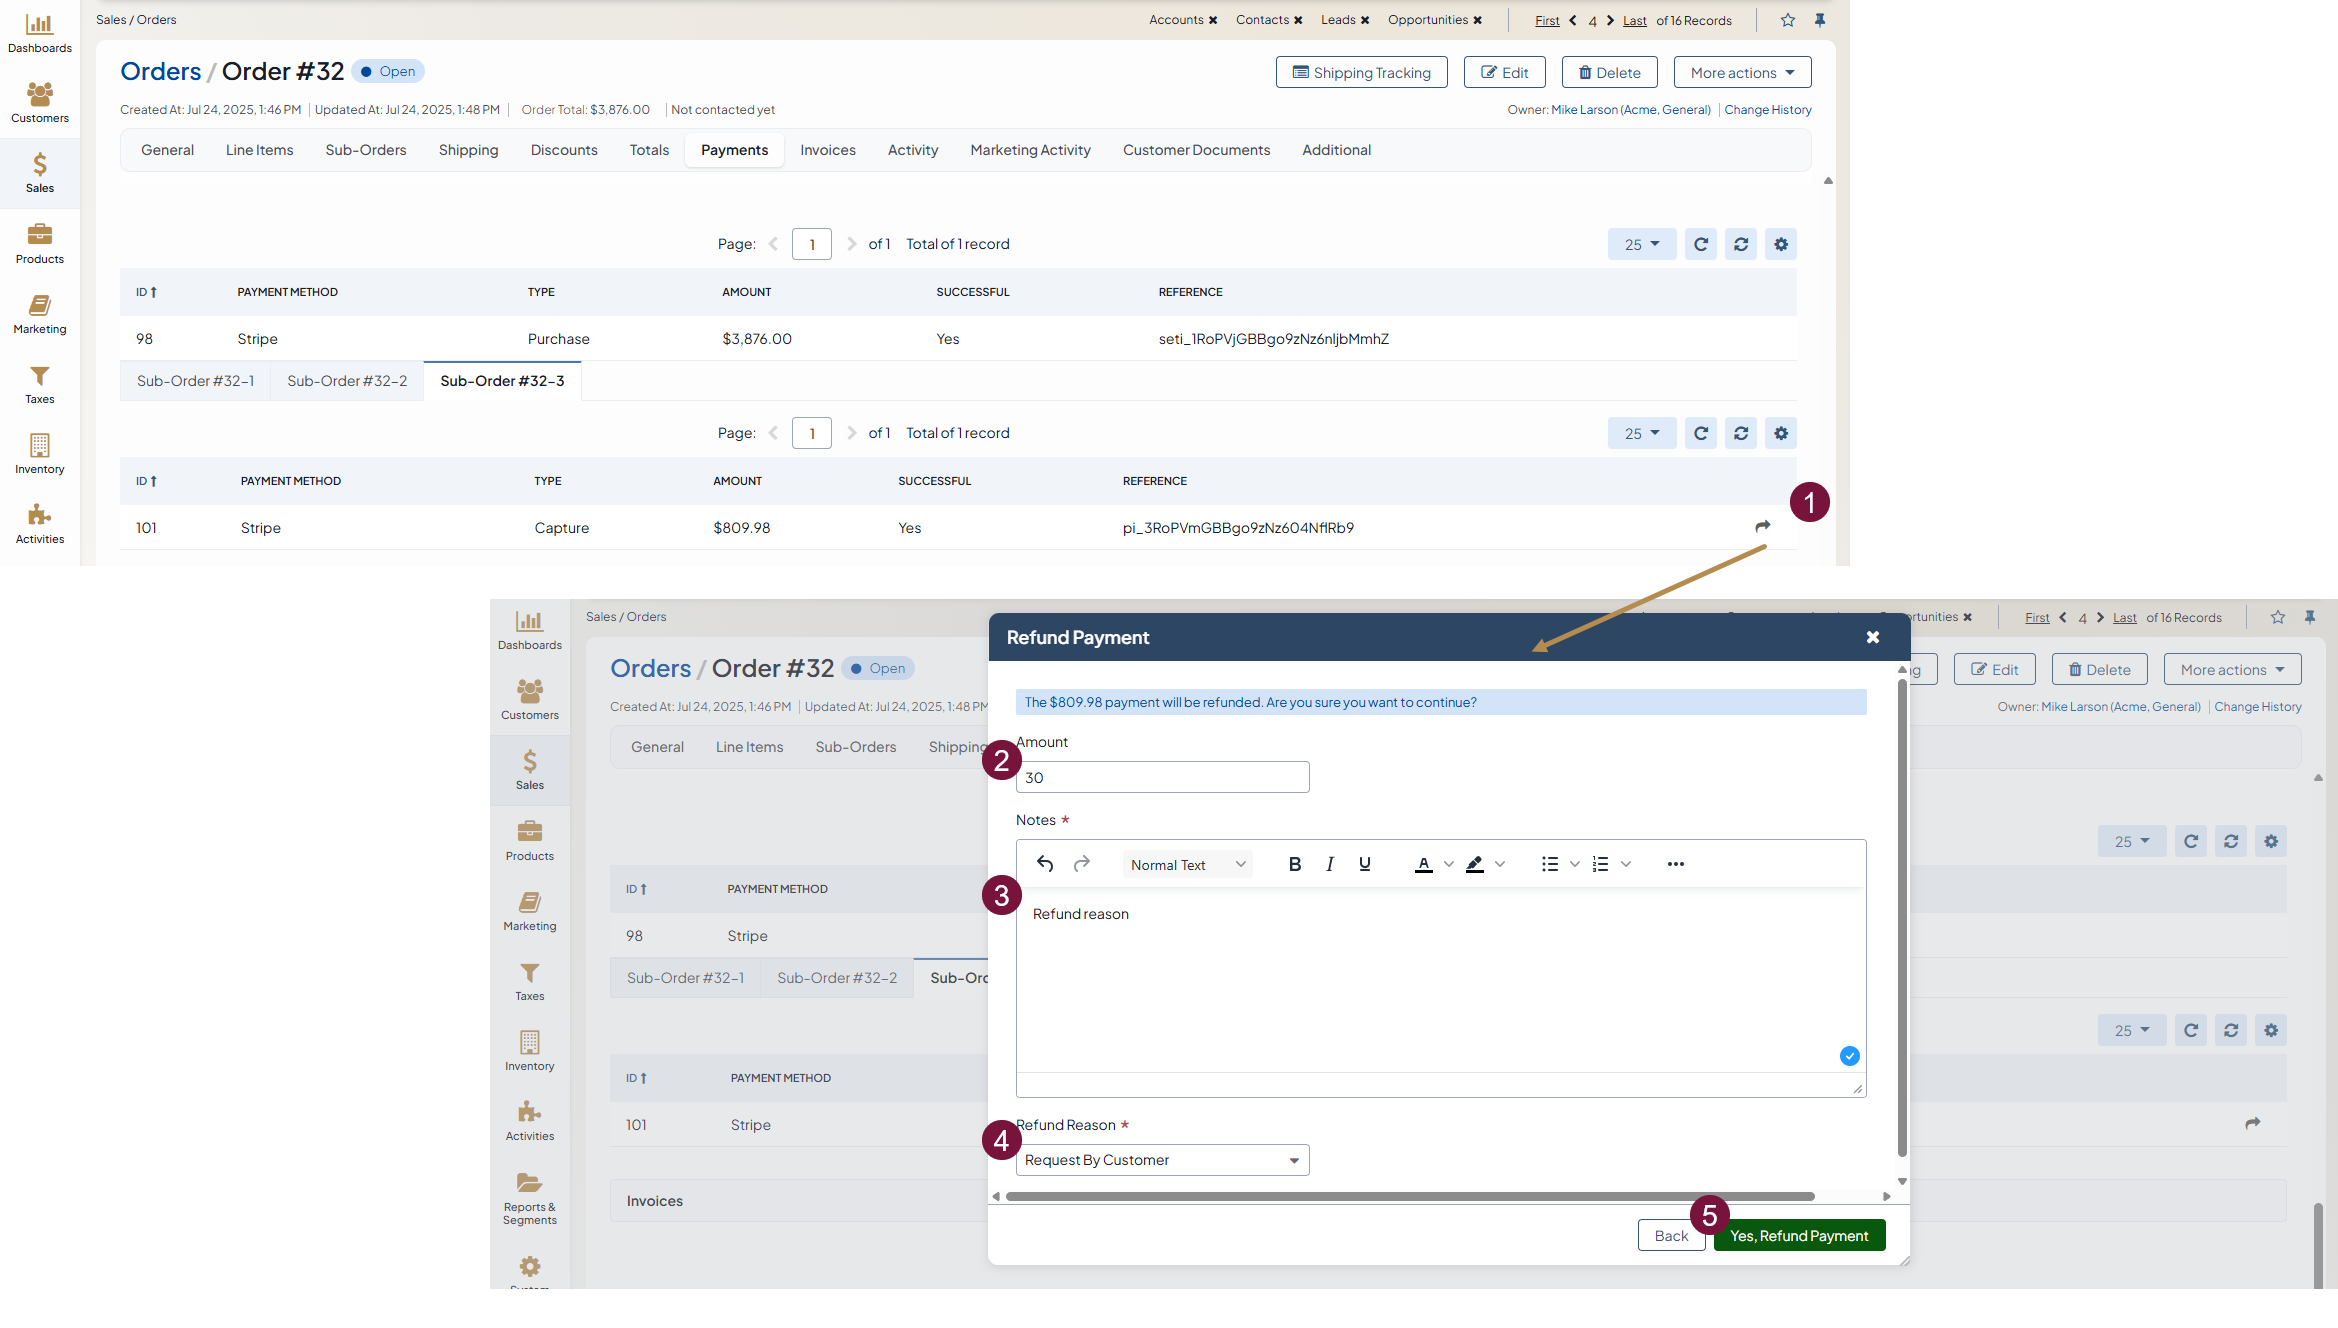 Sales / Orders
Accounts ✖ Contacts ✖ Leads ✖ Opportunities ✖ First 4 Last of 16 Records
Dashboards
Customers
Sales
Products
Marketing
Taxes
Inventory
Activities
Orders / Order #32 Open
Shipping Tracking Edit Delete More actions
Created At: Jul 24, 2025, 1:46 PM Updated At: Jul 24, 2025, 1:48 PM Order Total: $3,876.00 Not contacted yet
Owner: Mike Larson (Acme, General) Change History
General Line Items Sub-Orders Shipping Discounts Totals Payments Invoices Activity Marketing Activity Customer Documents Additional
Page: 1 of 1 Total of 1 record 25
ID PAYMENT METHOD TYPE AMOUNT SUCCESSFUL REFERENCE
98 Stripe Purchase $3,876.00 Yes seti_1RoPVjGBBgo9zNz6nljbMmhZ
Sub-Order #32-1 Sub-Order #32-2 Sub-Order #32-3
Page: 1 of 1 Total of 1 record 25
ID PAYMENT METHOD TYPE AMOUNT SUCCESSFUL REFERENCE
1
101 Stripe Capture $809.98 Yes pi_3RoPVmGBBgo9zNz604NflRb9
Sales / Orders
rtunities ✖ First 4 Last of 16 Records
Dashboards
Customers
Sales
Products
Marketing
Taxes
Inventory
Activities
Reports &
Segments
Orders / Order #32 Open
ng Edit Delete More actions
Created At: Jul 24, 2025, 1:46 PM Updated At: Jul 24, 2025, 1:48 PM
Owner: Mike Larson (Acme, General) Change History
General Line Items Sub-Orders Shipping
25
ID PAYMENT METHOD
98 Stripe
Sub-Order #32-1 Sub-Order #32-2 Sub-Orc
25
ID PAYMENT METHOD
101 Stripe
Invoices
Refund Payment
The $809.98 payment will be refunded. Are you sure you want to continue?
2
Amount
30
Notes *
Normal Text B I U A
3
Refund reason
4
Refund Reason *
Request By Customer
5
Back Yes, Refund Payment